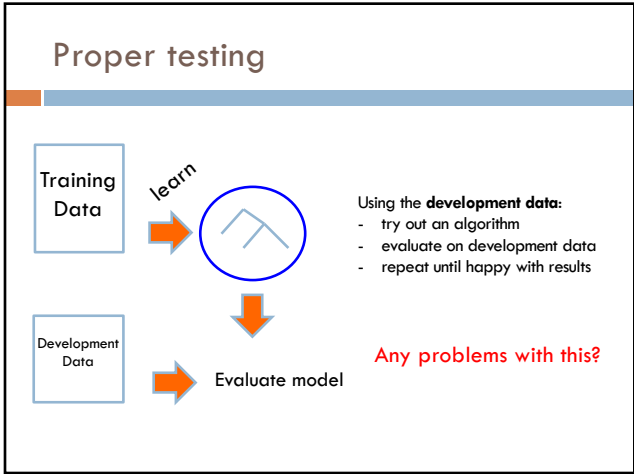 Proper testing
Training
Data
learn
Using the development data:
- try out an algorithm
- evaluate on development data
- repeat until happy with results
Development
Data
Evaluate model
Any problems with this?